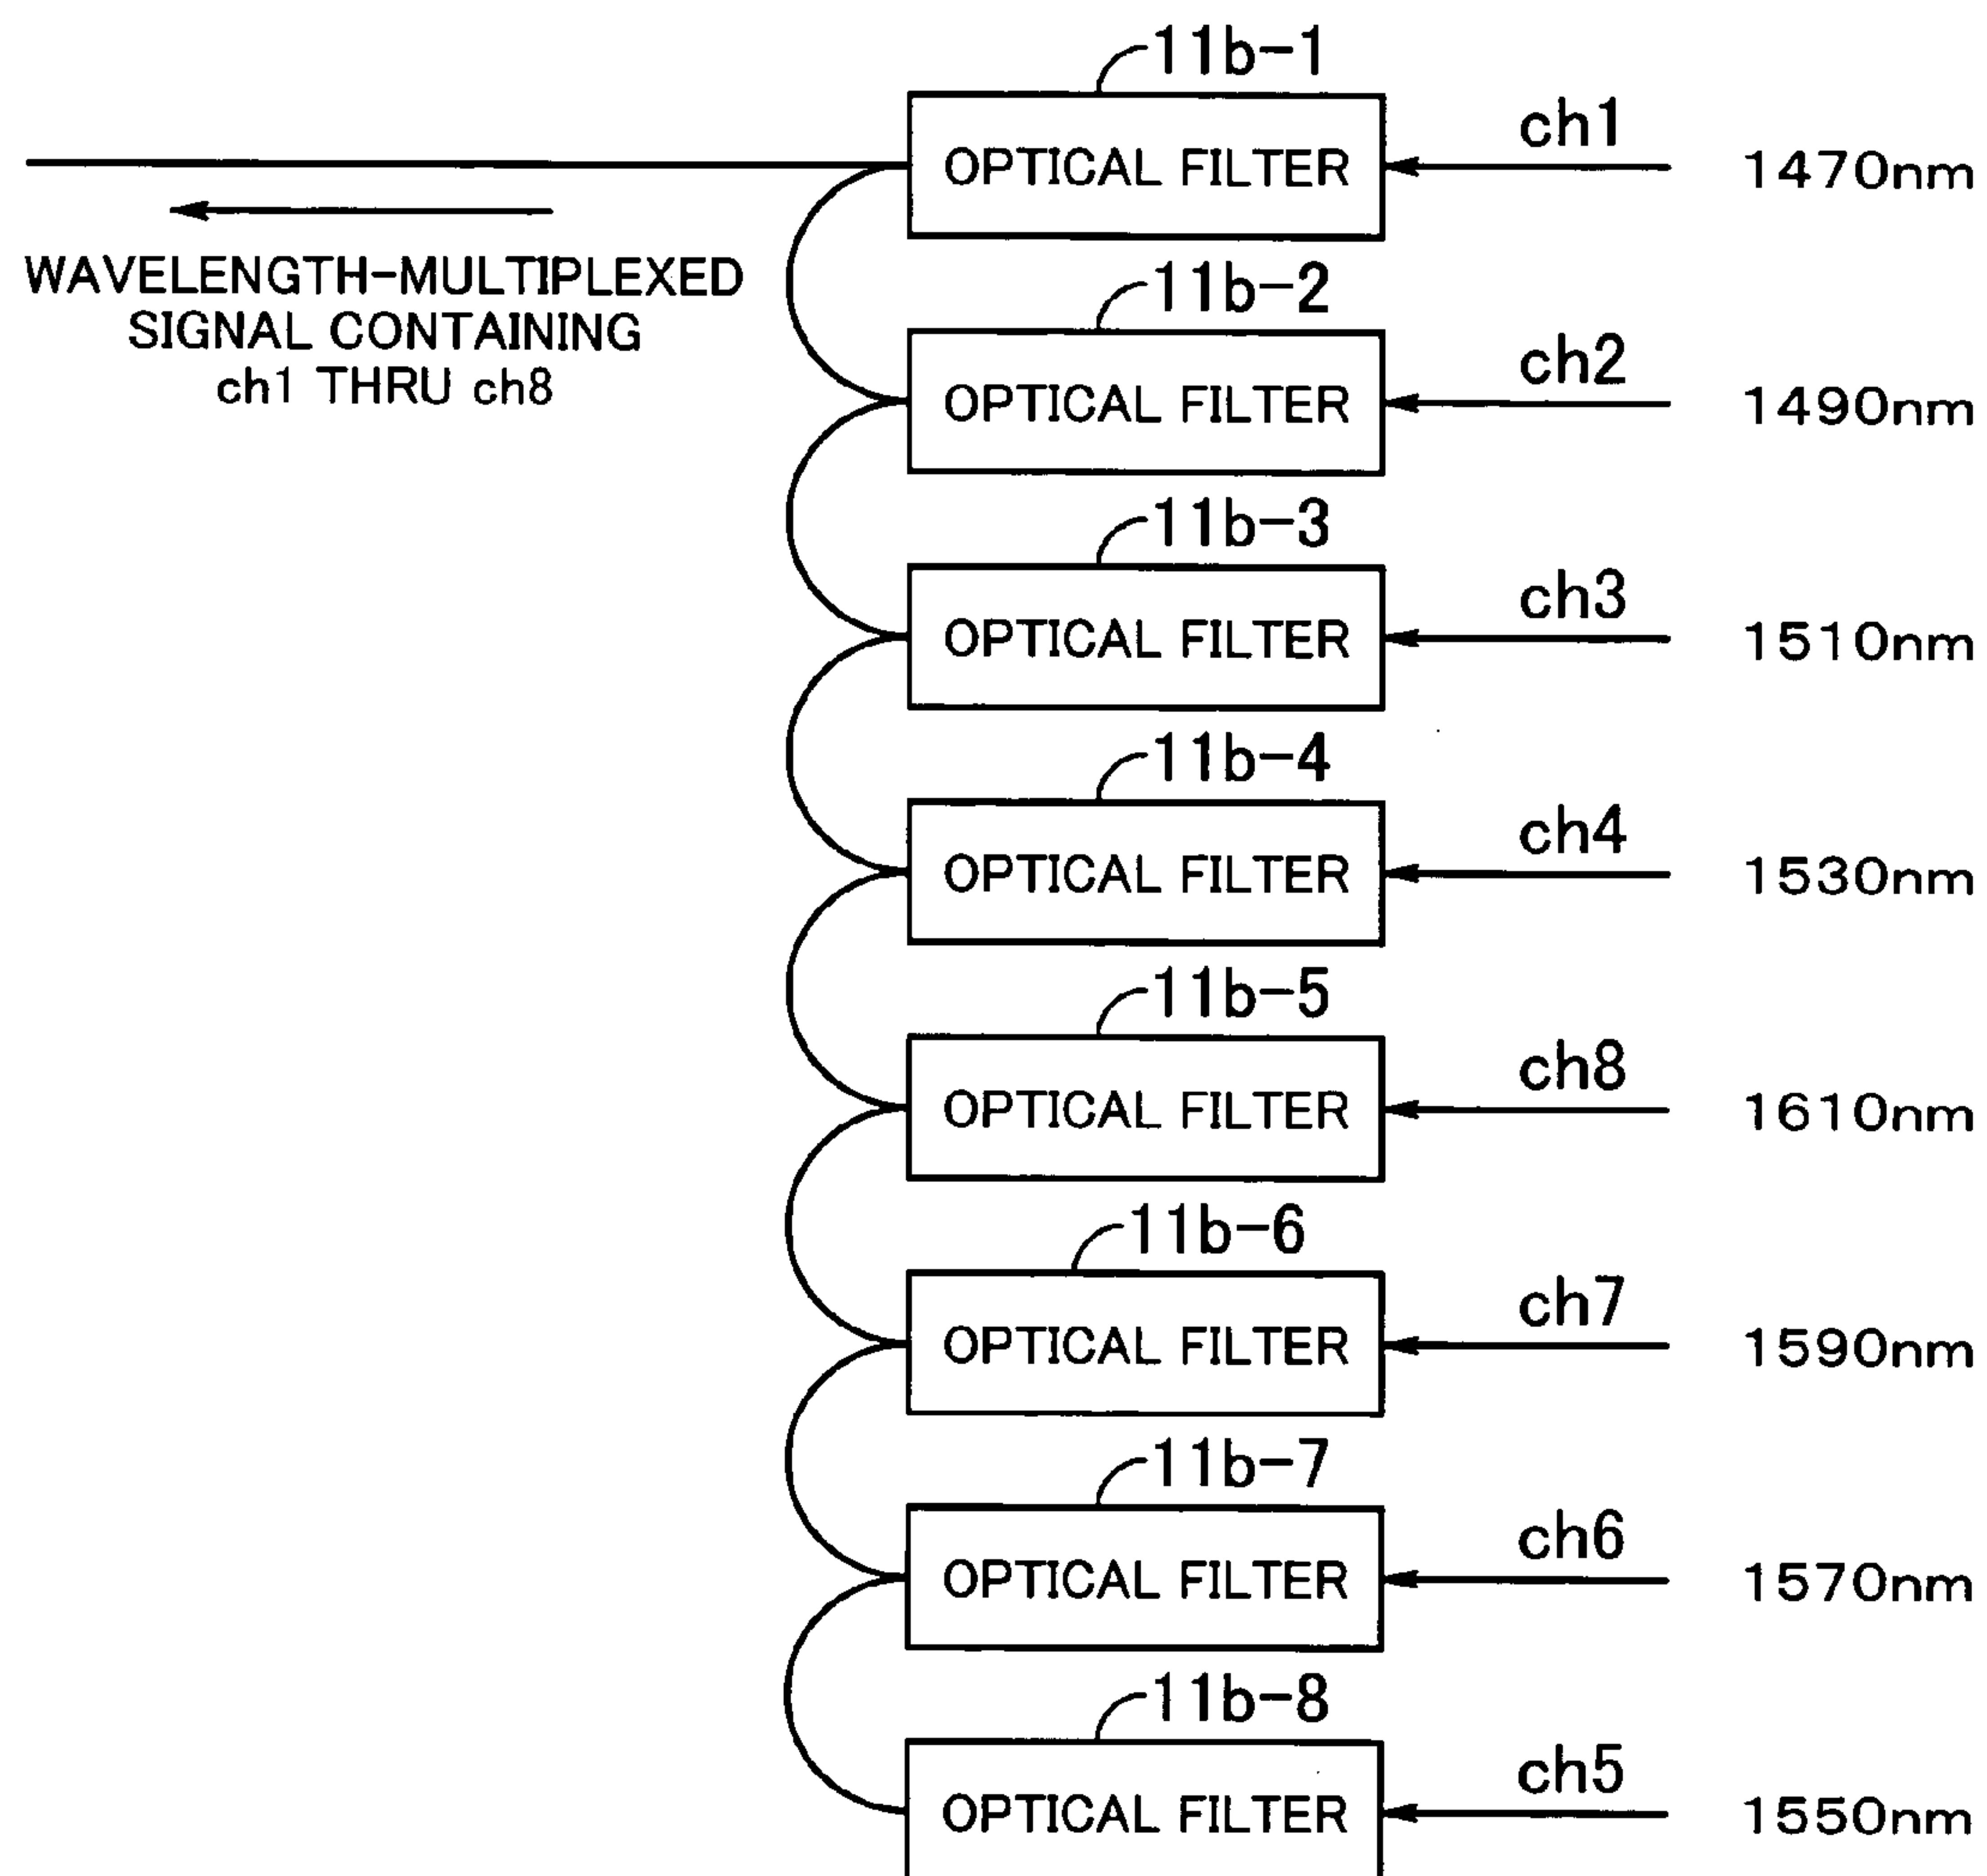 11b-1
OPTICAL FILTER
ch1
1470nm
WAVELENGTH-MULTIPLEXED
SIGNAL CONTAINING
ch1 THRU ch8
11b-2
OPTICAL FILTER
ch2
1490nm
11b-3
OPTICAL FILTER
ch3
1510nm
11b-4
OPTICAL FILTER
ch4
1530nm
11b-5
OPTICAL FILTER
ch8
1610nm
11b-6
OPTICAL FILTER
ch7
1590nm
11b-7
OPTICAL FILTER
ch6
1570nm
11b-8
OPTICAL FILTER
ch5
1550nm